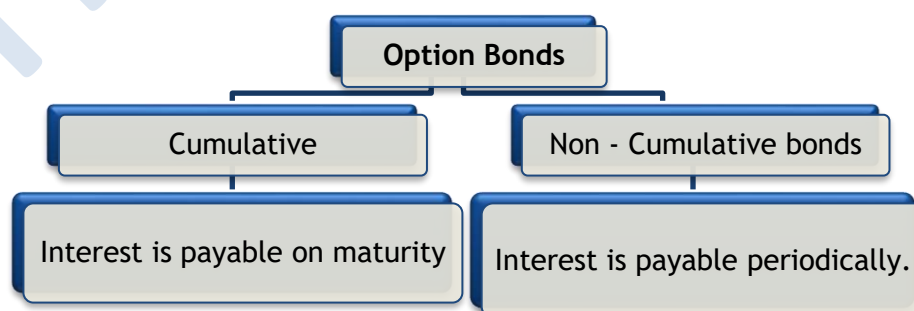 Option Bonds
Cumulative
Non - Cumulative bonds
Interest is payable on maturity
Interest is payable periodically.